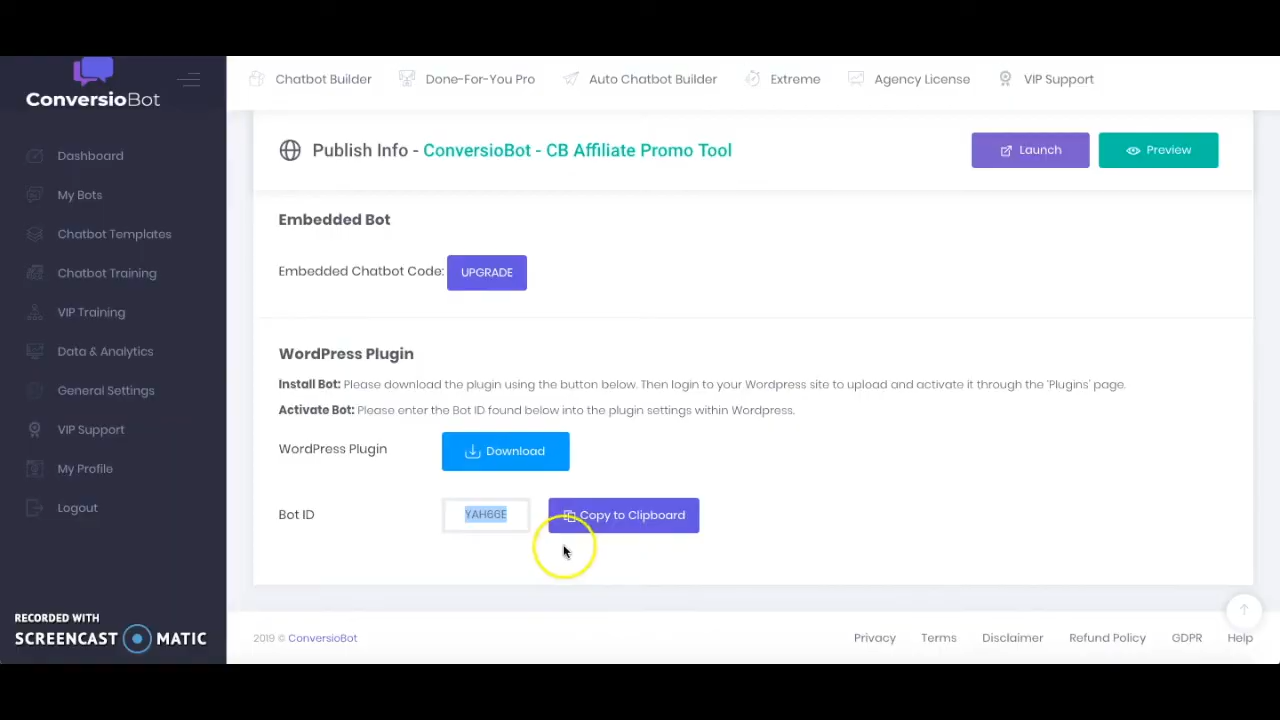 ConversioBot
Dashboard
My Bots
Chatbot Templates
Chatbot Training
VIP Training
Data & Analytics
General Settings
VIP Support
My Profile
Logout
RECORDED WITH
SCREENCAST MATIC
Chatbot Builder Done-For-You Pro Auto Chatbot Builder Extreme Agency License VIP Support
Publish Info - ConversioBot - CB Affiliate Promo Tool Launch Preview
Embedded Bot
Embedded Chatbot Code: UPGRADE
WordPress Plugin
Install Bot: Please download the plugin using the button below. Then login to your Wordpress site to upload and activate it through the 'Plugins' page.
Activate Bot: Please enter the Bot ID found below into the plugin settings within Wordpress.
WordPress Plugin Download
Bot ID YAH66E Copy to Clipboard
2019 © ConversioBot Privacy Terms Disclaimer Refund Policy GDPR Help